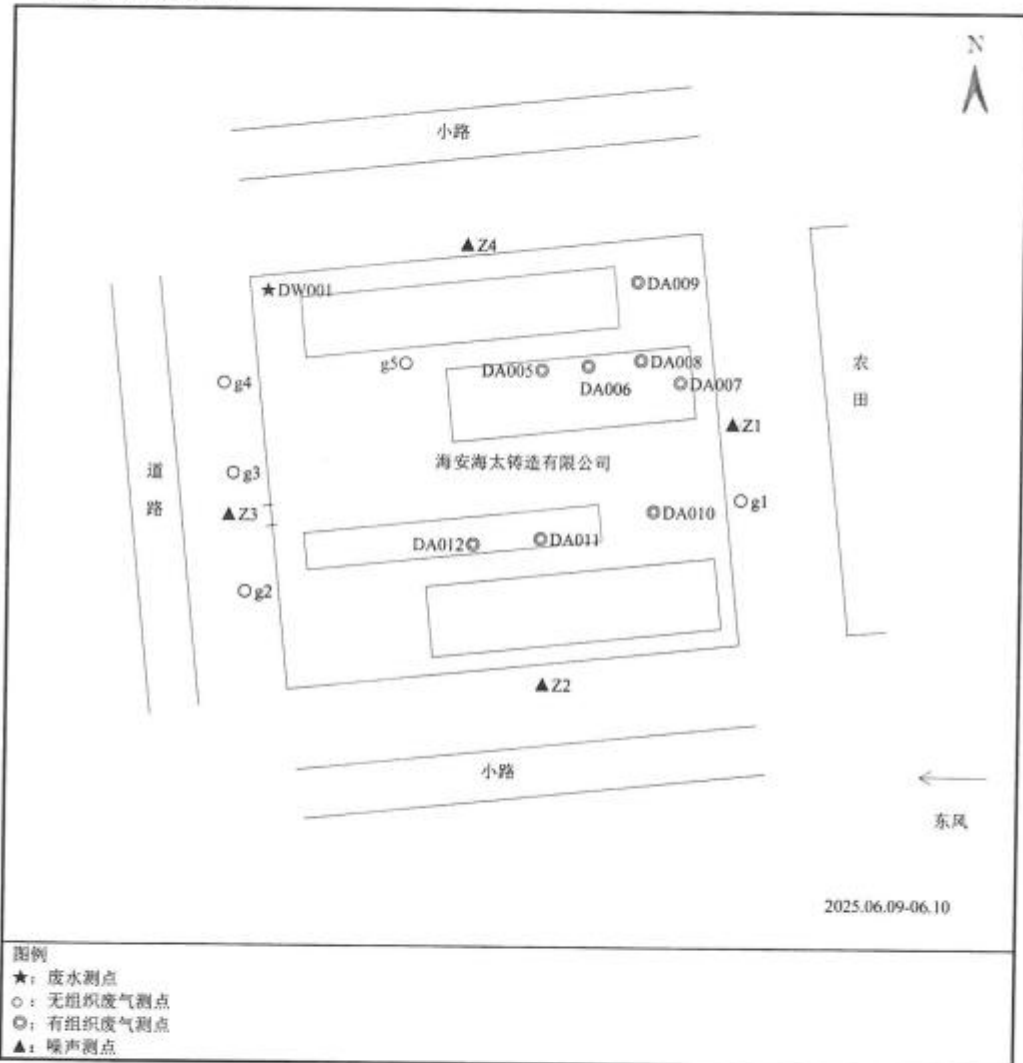 N
小路
▲Z4
★DW001
◎DA009
农田
g5○
DA005◎
DA006
◎DA008
◎DA007
○g4
▲Z1
海安海太铸造有限公司
道路
○g3
▲Z3
○g1
◎DA010
DA012◎
◎DA011
○g2
▲Z2
小路
东风
2025.06.09-06.10
图例
★：废水测点
○：无组织废气测点
◎：有组织废气测点
▲：噪声测点